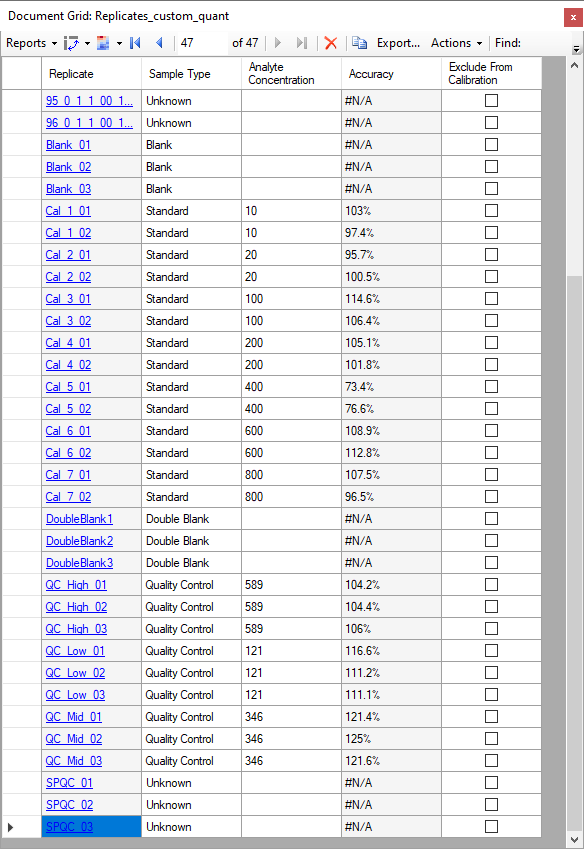 Document Grid: Replicates_custom_quant
Reports 47 of 47 Export... Actions Find:
Replicate Sample Type Analyte Concentration Accuracy Exclude From Calibration
95_0_1_1_00_1... Unknown #N/A
96_0_1_1_00_1... Unknown #N/A
Blank_01 Blank #N/A
Blank_02 Blank #N/A
Blank_03 Blank #N/A
Cal_1_01 Standard 10 103%
Cal_1_02 Standard 10 97.4%
Cal_2_01 Standard 20 95.7%
Cal_2_02 Standard 20 100.5%
Cal_3_01 Standard 100 114.6%
Cal_3_02 Standard 100 106.4%
Cal_4_01 Standard 200 105.1%
Cal_4_02 Standard 200 101.8%
Cal_5_01 Standard 400 73.4%
Cal_5_02 Standard 400 76.6%
Cal_6_01 Standard 600 108.9%
Cal_6_02 Standard 600 112.8%
Cal_7_01 Standard 800 107.5%
Cal_7_02 Standard 800 96.5%
DoubleBlank1 Double Blank #N/A
DoubleBlank2 Double Blank #N/A
DoubleBlank3 Double Blank #N/A
QC_High_01 Quality Control 589 104.2%
QC_High_02 Quality Control 589 104.4%
QC_High_03 Quality Control 589 106%
QC_Low_01 Quality Control 121 116.6%
QC_Low_02 Quality Control 121 111.2%
QC_Low_03 Quality Control 121 111.1%
QC_Mid_01 Quality Control 346 121.4%
QC_Mid_02 Quality Control 346 125%
QC_Mid_03 Quality Control 346 121.6%
SPQC_01 Unknown #N/A
SPQC_02 Unknown #N/A
SPQC_03 Unknown #N/A